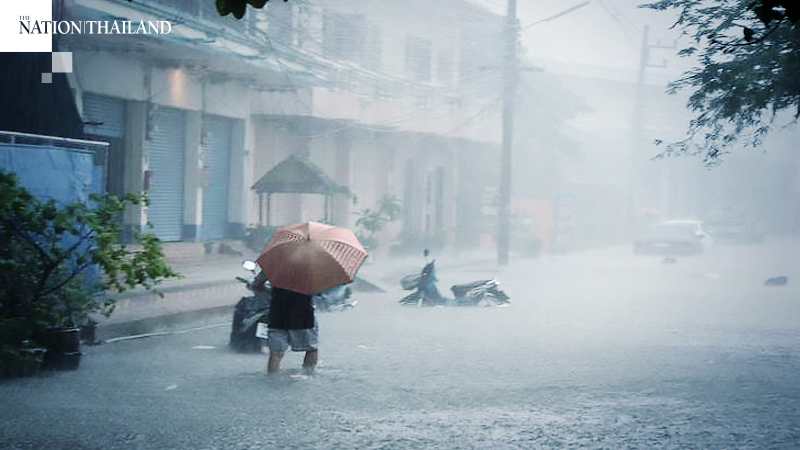 THE
NATION THAILAND